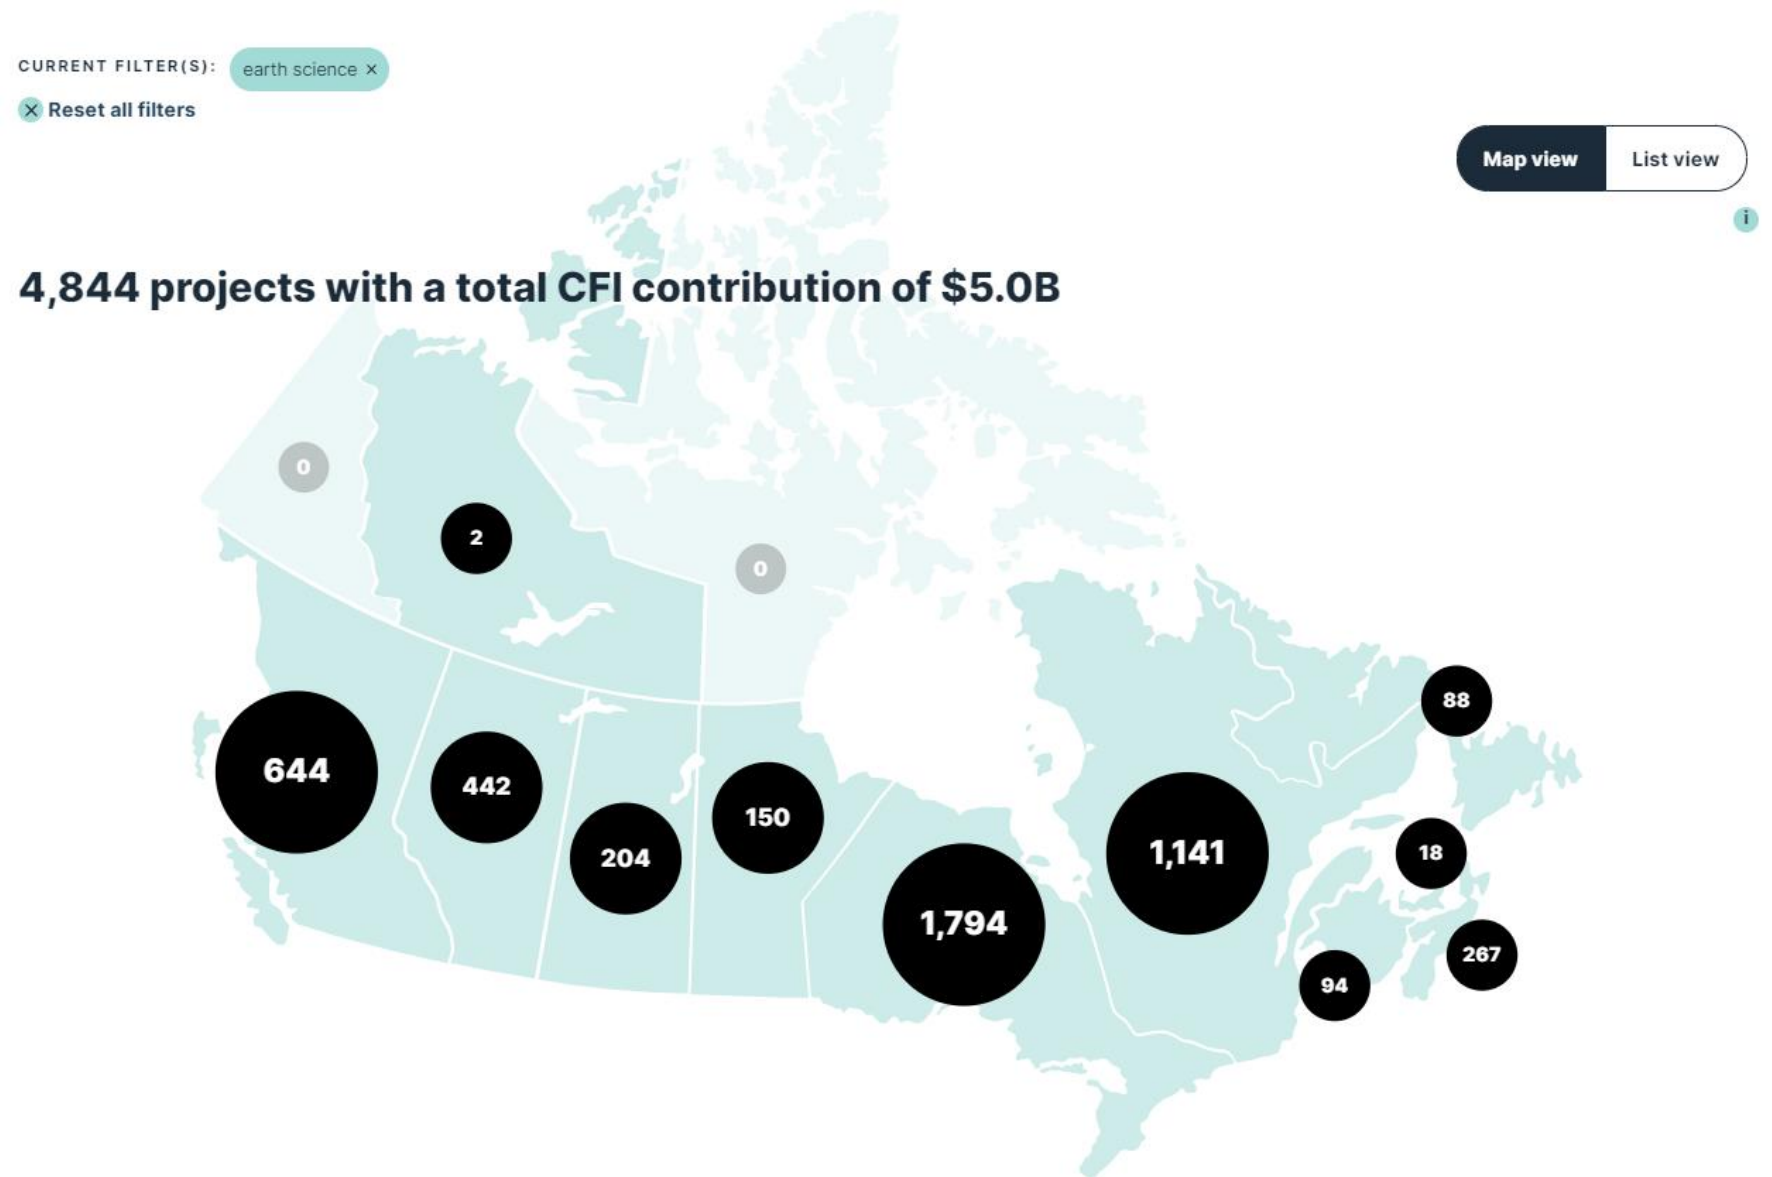 CURRENT FILTER(S): earth science ×
× Reset all filters
Map view List view
i
4,844 projects with a total CFI contribution of $5.0B
0
2
0
88
644
442
150
204
1,141
18
1,794
267
94